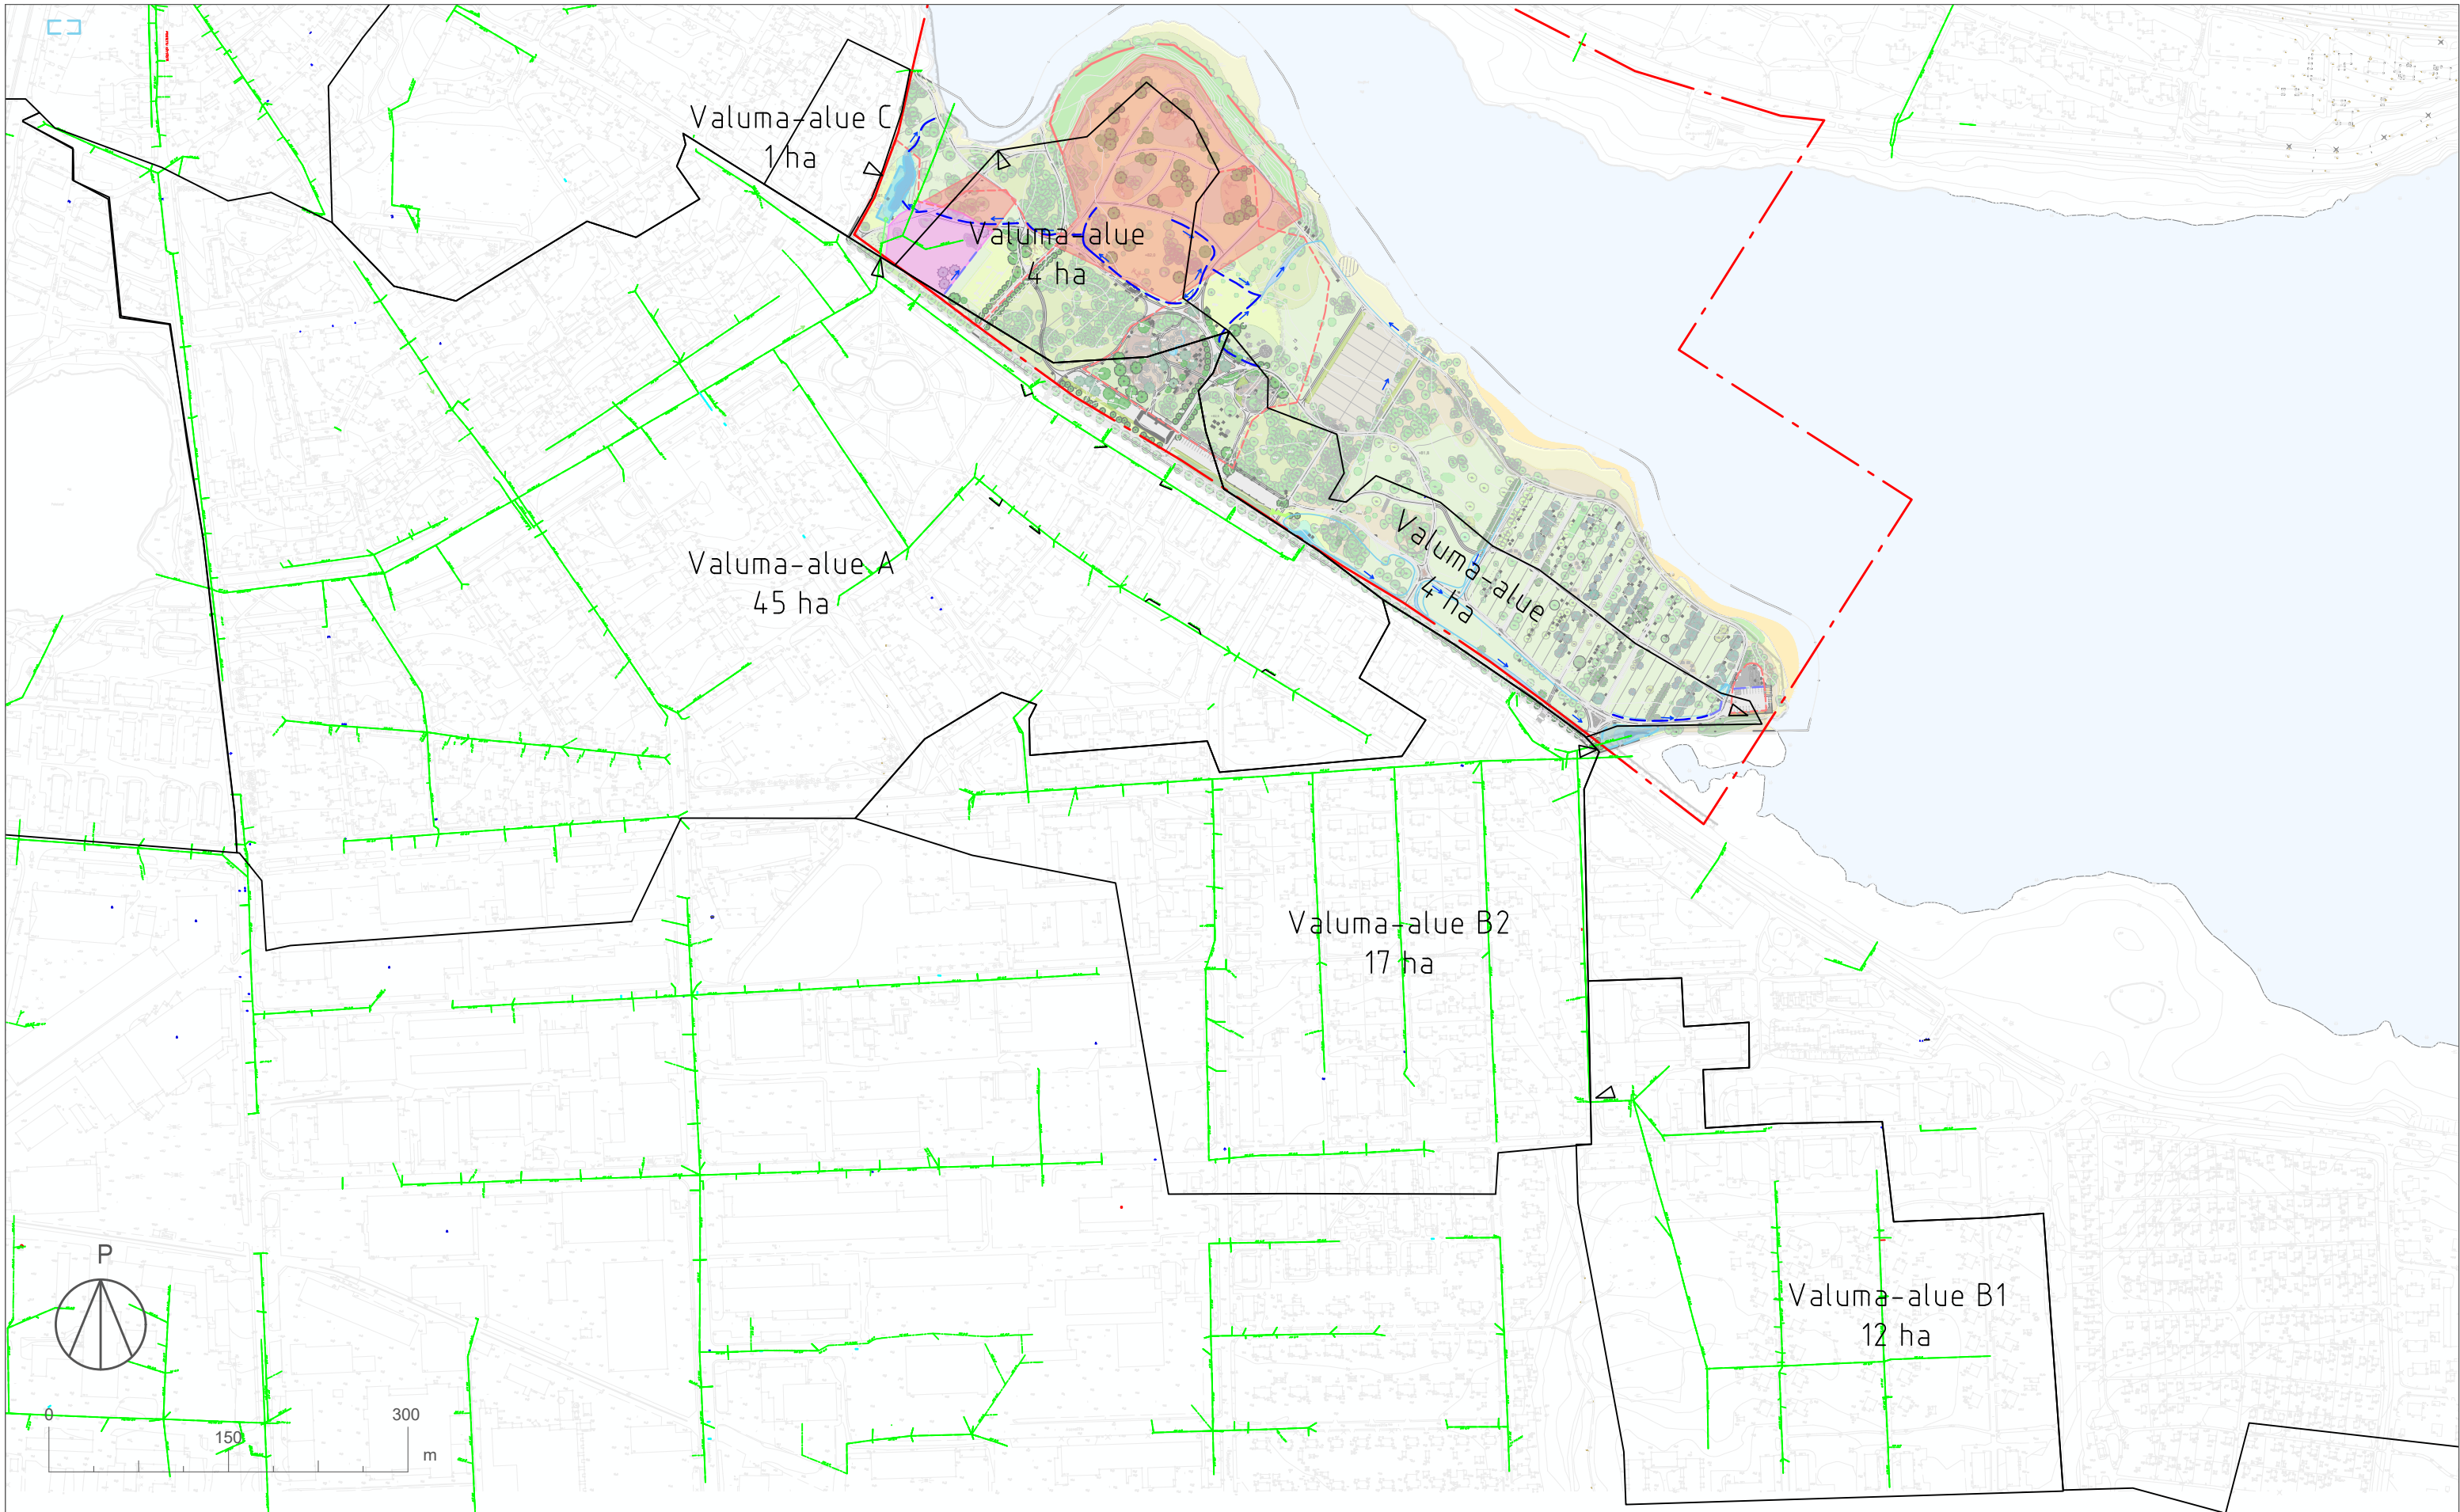 Valuma-alue C
1 ha
Valuma-alue
4 ha
Valuma-alue A
45 ha
Valuma-alue
4 ha
Valuma-alue B2
17 ha
P
Valuma-alue B1
12 ha
0
300
150
m